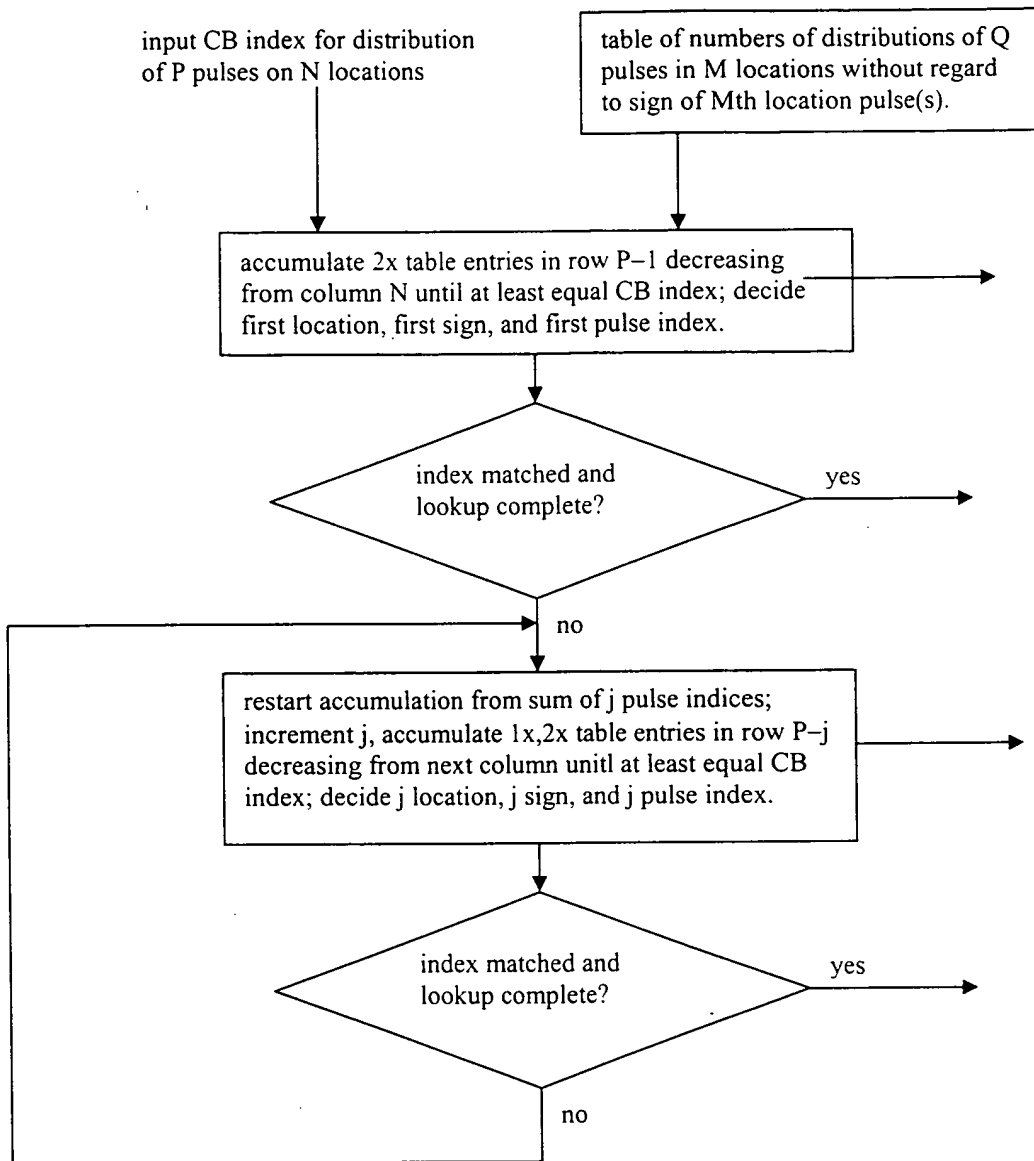 input CB index for distribution
of P pulses on N locations
table of numbers of distributions of Q
pulses in M locations without regard
to sign of Mth location pulse(s).
accumulate 2x table entries in row P–1 decreasing
from column N until at least equal CB index; decide
first location, first sign, and first pulse index.
index matched and
lookup complete?
yes
no
restart accumulation from sum of j pulse indices;
increment j, accumulate 1x,2x table entries in row P–j
decreasing from next column unitl at least equal CB
index; decide j location, j sign, and j pulse index.
index matched and
lookup complete?
yes
no